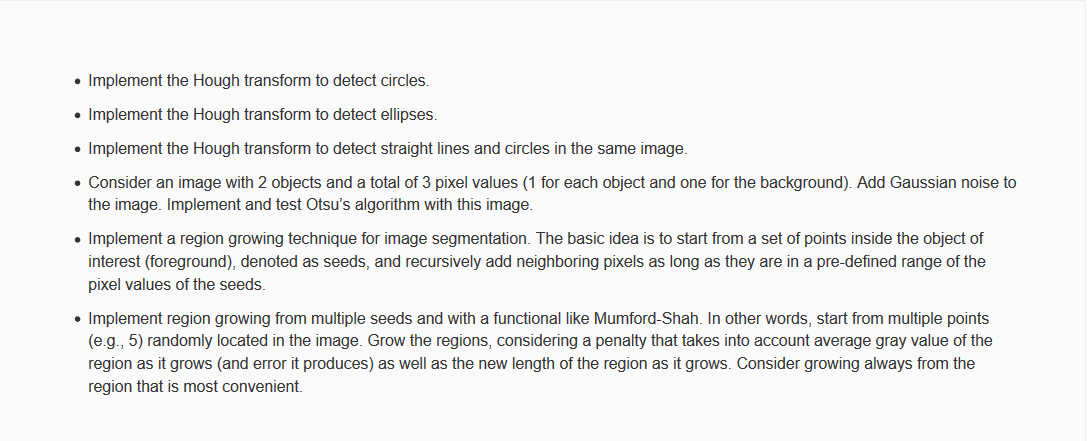 • Implement the Hough transform to detect circles.
• Implement the Hough transform to detect ellipses.
• Implement the Hough transform to detect straight lines and circles in the same image.
• Consider an image with 2 objects and a total of 3 pixel values (1 for each object and one for the background). Add Gaussian noise to
the image. Implement and test Otsu’s algorithm with this image.
• Implement a region growing technique for image segmentation. The basic idea is to start from a set of points inside the object of
interest (foreground), denoted as seeds, and recursively add neighboring pixels as long as they are in a pre-defined range of the
pixel values of the seeds.
• Implement region growing from multiple seeds and with a functional like Mumford-Shah. In other words, start from multiple points
(e.g., 5) randomly located in the image. Grow the regions, considering a penalty that takes into account average gray value of the
region as it grows (and error it produces) as well as the new length of the region as it grows. Consider growing always from the
region that is most convenient.